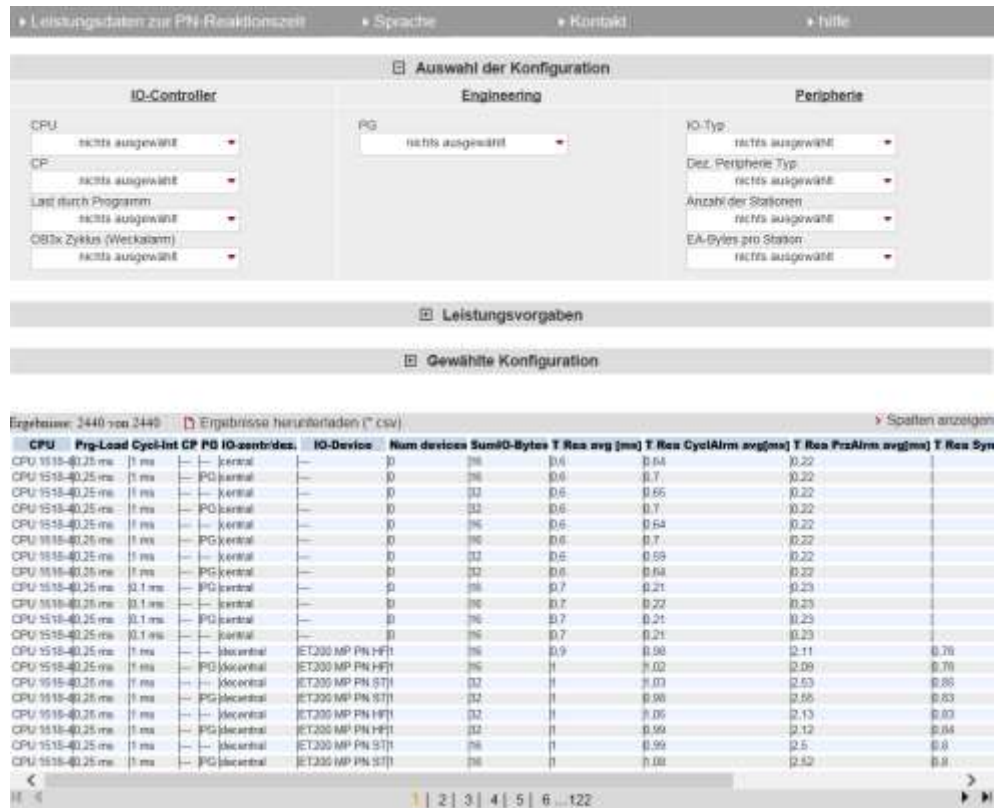 Leistungsdaten zur PN-Reaktionszeit Sprache Kontakt hilfe
Auswahl der Konfiguration
IO-Controller Engineering Peripherie
CPU PG IO-Typ
nichts ausgewählt nichts ausgewählt nichts ausgewählt
CP Dez. Peripherie Typ
nichts ausgewählt nichts ausgewählt
Last durch Programm Anzahl der Stationen
nichts ausgewählt nichts ausgewählt
OB3x Zyklus (Weckalarm) EA-Bytes pro Station
nichts ausgewählt nichts ausgewählt
Leistungsvorgaben
Gewählte Konfiguration
Ergebnisse: 2440 von 2440 Ergebnisse herunterladen (*.csv) Spalten anzeigen
CPU Prg-Load Cycl-Int CP PG IO-zentr/dez. IO-Device Num devices SumIO-Bytes T Rea avg [ms] T Rea CyclAlrm avg[ms] T Rea PrzAlrm avg[ms] T Rea Syn
CPU 1518-4 0.25 ms 1 ms --- --- central --- 0 16 0.6 0.64 0.22
CPU 1518-4 0.25 ms 1 ms --- PG central --- 0 16 0.6 0.7 0.22
CPU 1518-4 0.25 ms 1 ms --- --- central --- 0 32 0.6 0.66 0.22
CPU 1518-4 0.25 ms 1 ms --- PG central --- 0 32 0.6 0.7 0.22
CPU 1518-4 0.25 ms 1 ms --- --- central --- 0 16 0.6 0.64 0.22
CPU 1518-4 0.25 ms 1 ms --- PG central --- 0 16 0.6 0.7 0.22
CPU 1518-4 0.25 ms 1 ms --- --- central --- 0 32 0.6 0.59 0.22
CPU 1518-4 0.25 ms 1 ms --- PG central --- 0 32 0.6 0.64 0.22
CPU 1518-4 0.25 ms 0.1 ms --- PG central --- 0 16 0.7 0.21 0.23
CPU 1518-4 0.25 ms 0.1 ms --- --- central --- 0 16 0.7 0.22 0.23
CPU 1518-4 0.25 ms 0.1 ms --- PG central --- 0 16 0.7 0.21 0.23
CPU 1518-4 0.25 ms 0.1 ms --- --- central --- 0 16 0.7 0.21 0.23
CPU 1518-4 0.25 ms 1 ms --- --- decentral ET200 MP PN HF 1 16 0.9 0.98 2.11 0.76
CPU 1518-4 0.25 ms 1 ms --- PG decentral ET200 MP PN HF 1 16 1 1.02 2.09 0.76
CPU 1518-4 0.25 ms 1 ms --- --- decentral ET200 MP PN ST 1 32 1 1.03 2.53 0.86
CPU 1518-4 0.25 ms 1 ms --- PG decentral ET200 MP PN ST 1 32 1 0.98 2.55 0.83
CPU 1518-4 0.25 ms 1 ms --- --- decentral ET200 MP PN HF 1 32 1 1.05 2.13 0.83
CPU 1518-4 0.25 ms 1 ms --- PG decentral ET200 MP PN HF 1 32 1 0.99 2.12 0.84
CPU 1518-4 0.25 ms 1 ms --- --- decentral ET200 MP PN ST 1 16 1 0.99 2.5 0.8
CPU 1518-4 0.25 ms 1 ms --- PG decentral ET200 MP PN ST 1 16 1 1.00 2.52 0.8
1 | 2 | 3 | 4 | 5 | 6 ...122